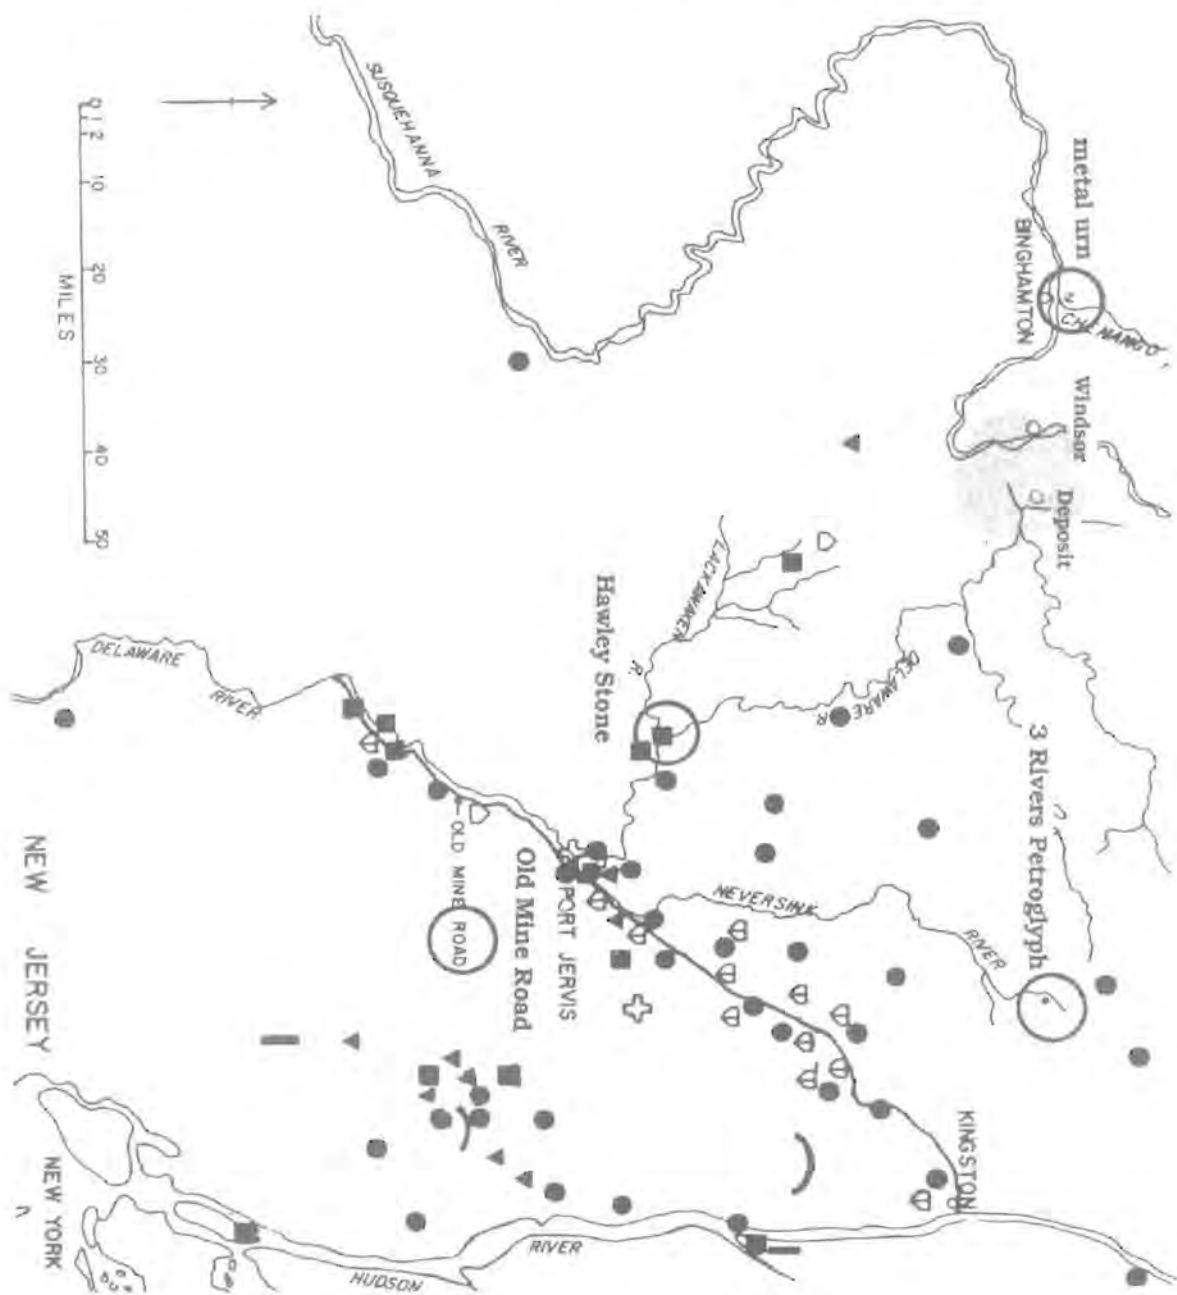 metal urn
BINGHAMTON
CHENANGO
Windsor
Deposit
SUSQUEHANNA
RIVER
0 1 2 10 20 30 40 50
MILES
LACKAWAXEN
R.
Hawley Stone
DELAWARE
R.
3 Rivers Petroglyph
DELAWARE
RIVER
OLD MINE ROAD
Old Mine Road
PORT JERVIS
NEVERSINK
RIVER
KINGSTON
NEW JERSEY
NEW YORK
HUDSON
RIVER